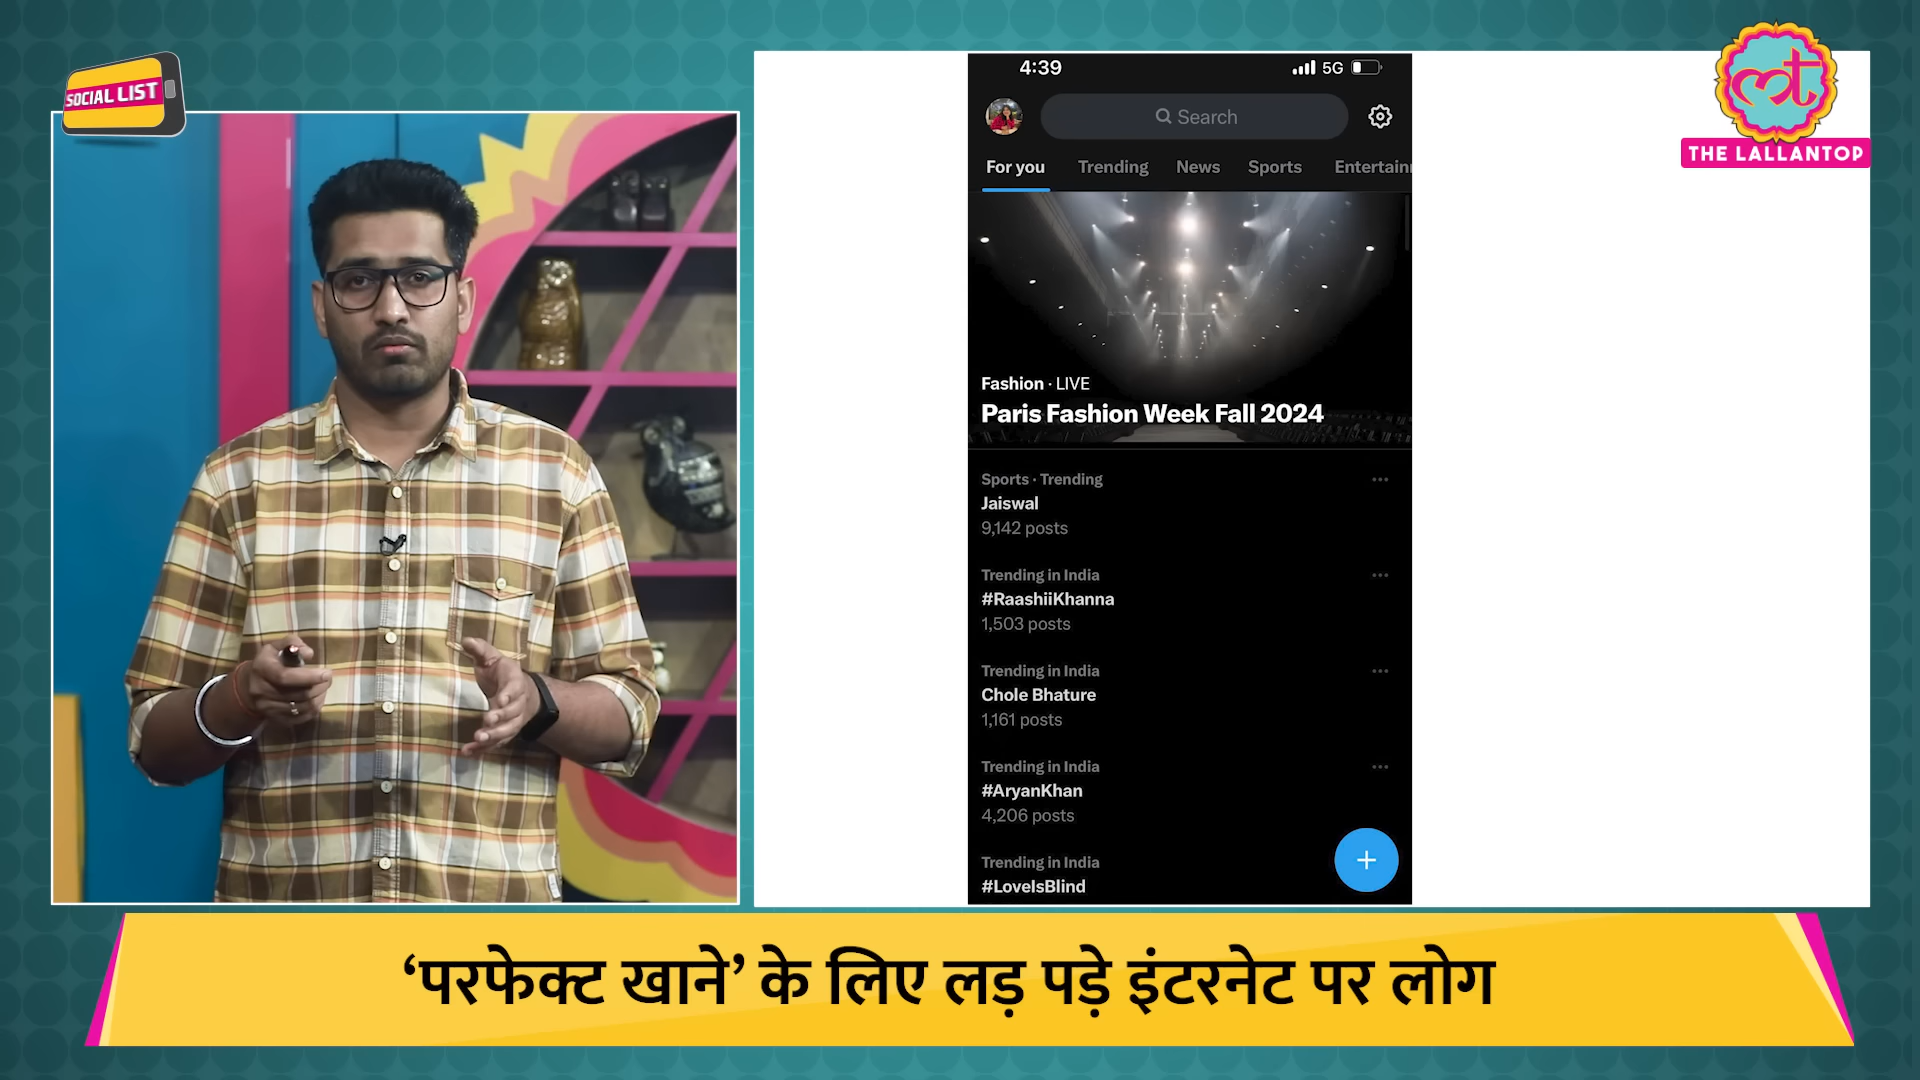 SOCIAL LIST
THE LALLANTOP
4:39
5G
Search
For you Trending News Sports Entertain
Fashion · LIVE
Paris Fashion Week Fall 2024
Sports · Trending
Jaiswal
9,142 posts
Trending in India
#RaashiiKhanna
1,503 posts
Trending in India
Chole Bhature
1,161 posts
Trending in India
#AryanKhan
4,206 posts
Trending in India
#LoveIsBlind
‘परफेक्ट खाने’ के लिए लड़ पड़े इंटरनेट पर लोग